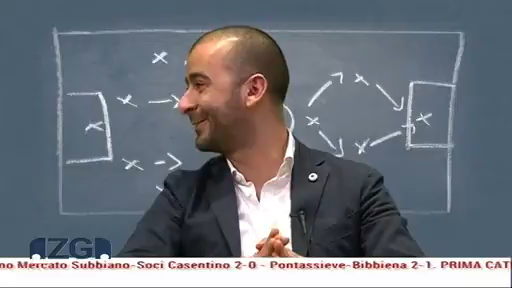 ZG
no Mercato Subbiano-Soci Casentino 2-0 - Pontassieve-Bibbiena 2-1. PRIMA CAT